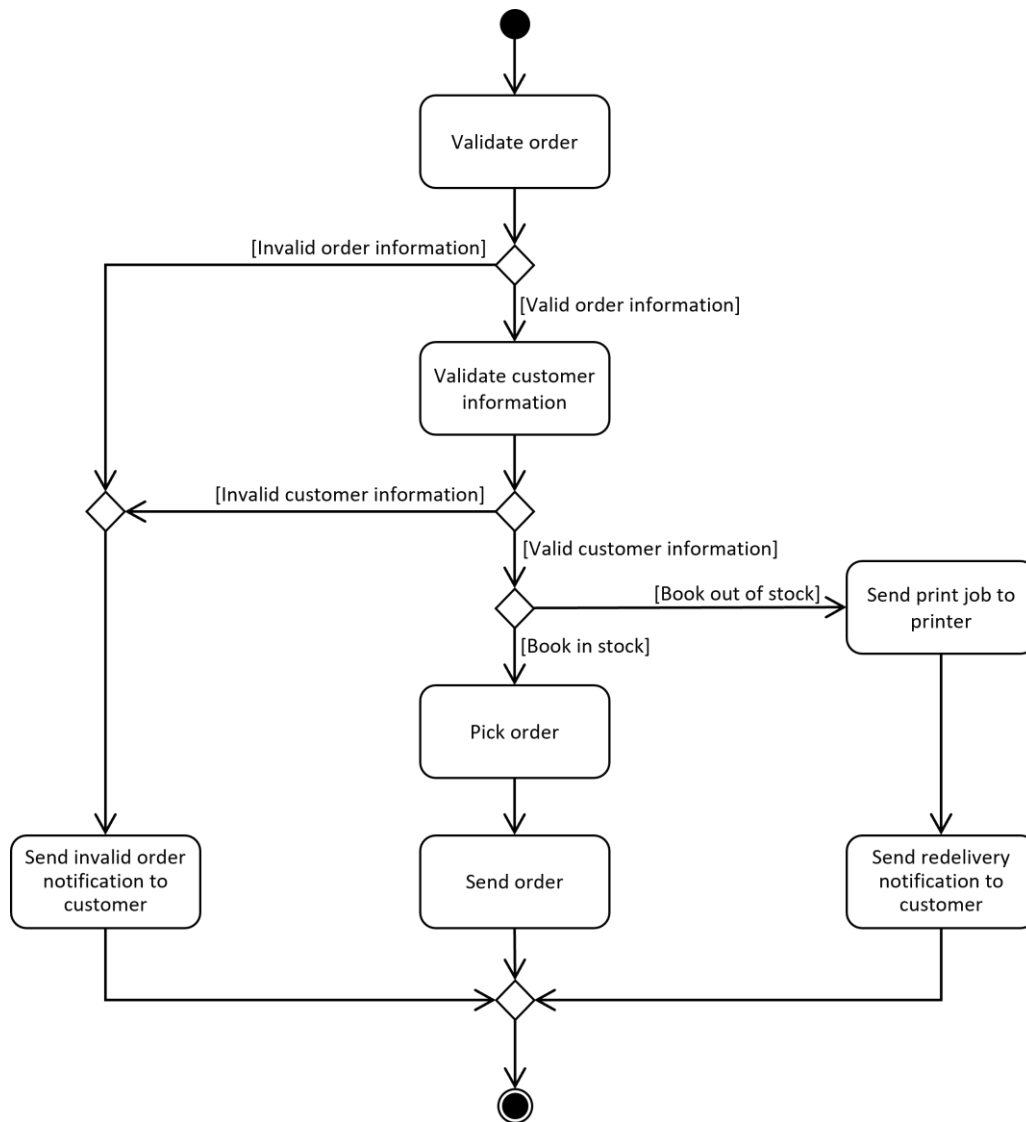 Validate order
[Invalid order information]
[Valid order information]
Validate customer
information
[Invalid customer information]
[Valid customer information]
[Book out of stock]
Send print job to
printer
[Book in stock]
Pick order
Send invalid order
notification to
customer
Send order
Send redelivery
notification to
customer